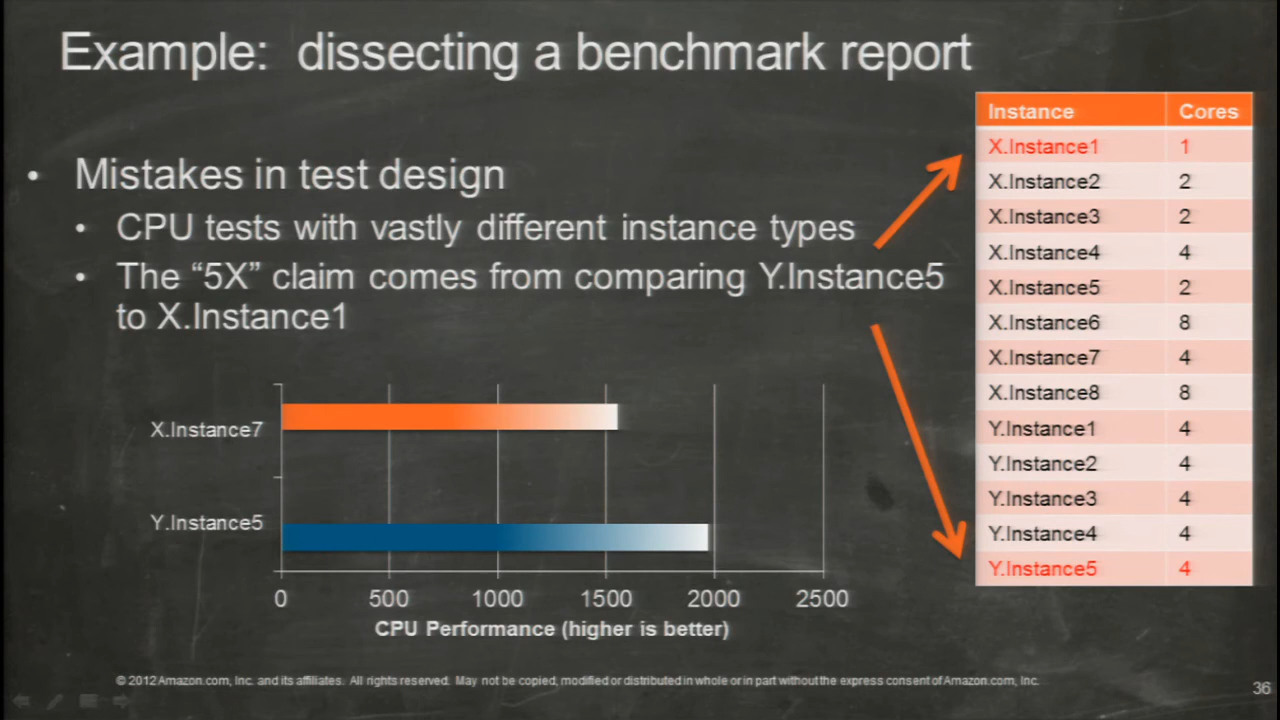 Example: dissecting a benchmark report
• Mistakes in test design
• CPU tests with vastly different instance types
• The “5X” claim comes from comparing Y.Instance5
to X.Instance1
Instance Cores
X.Instance1 1
X.Instance2 2
X.Instance3 2
X.Instance4 4
X.Instance5 2
X.Instance6 8
X.Instance7 4
X.Instance8 8
Y.Instance1 4
Y.Instance2 4
Y.Instance3 4
Y.Instance4 4
Y.Instance5 4
X.Instance7
Y.Instance5
0 500 1000 1500 2000 2500
CPU Performance (higher is better)
© 2012 Amazon.com, Inc. and its affiliates. All rights reserved. May not be copied, modified or distributed in whole or in part without the express consent of Amazon.com, Inc.
36